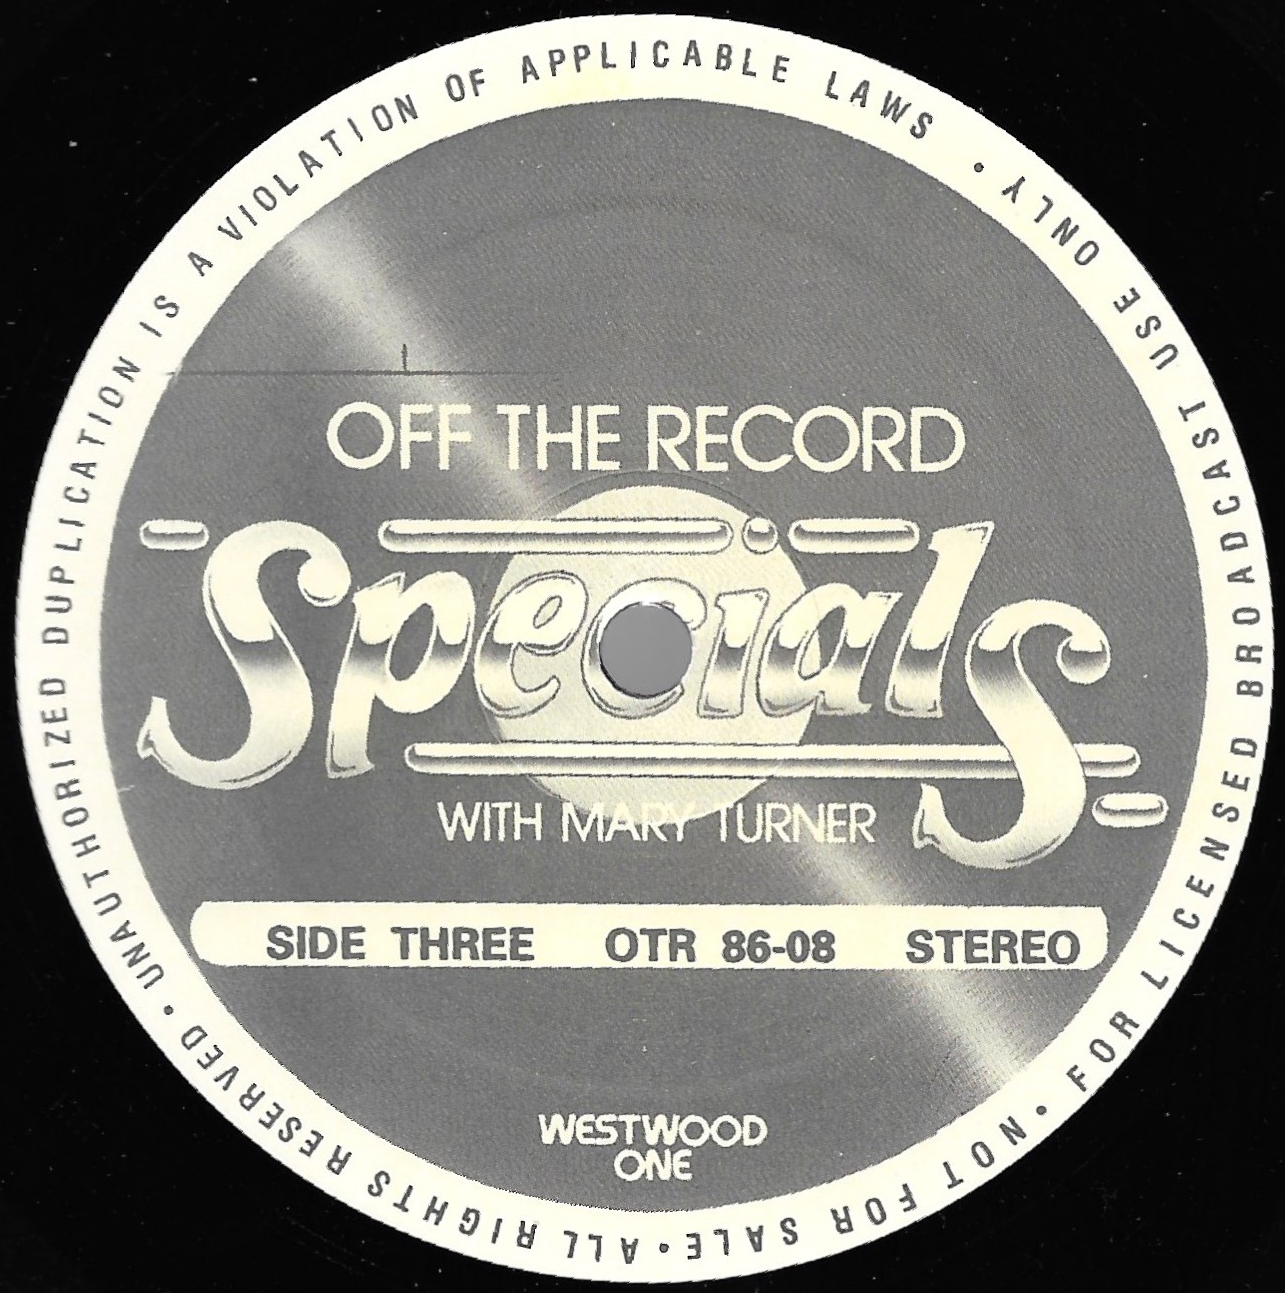 OFF THE RECORD
Specials
WITH MARY TURNER
SIDE THREE OTR 86-08 STEREO
WESTWOOD
ONE
UNAUTHORIZED DUPLICATION IS A VIOLATION OF APPLICABLE LAWS • FOR LICENSED BROADCAST USE ONLY. • NOT FOR SALE • ALL RIGHTS RESERVED •